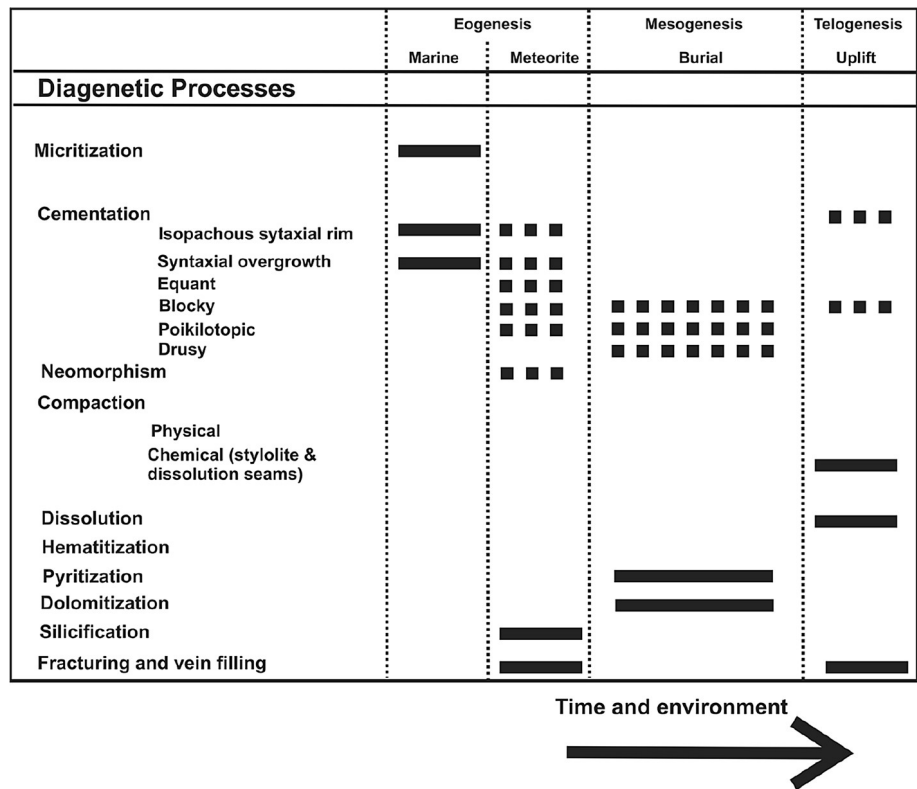 Eogenesis Mesogenesis Telogenesis
Marine Meteorite Burial Uplift
Diagenetic Processes
Micritization
Cementation
Isopachous sytaxial rim
Syntaxial overgrowth
Equant
Blocky
Poikilotopic
Drusy
Neomorphism
Compaction
Physical
Chemical (stylolite &
dissolution seams)
Dissolution
Hematitization
Pyritization
Dolomitization
Silicification
Fracturing and vein filling
Time and environment